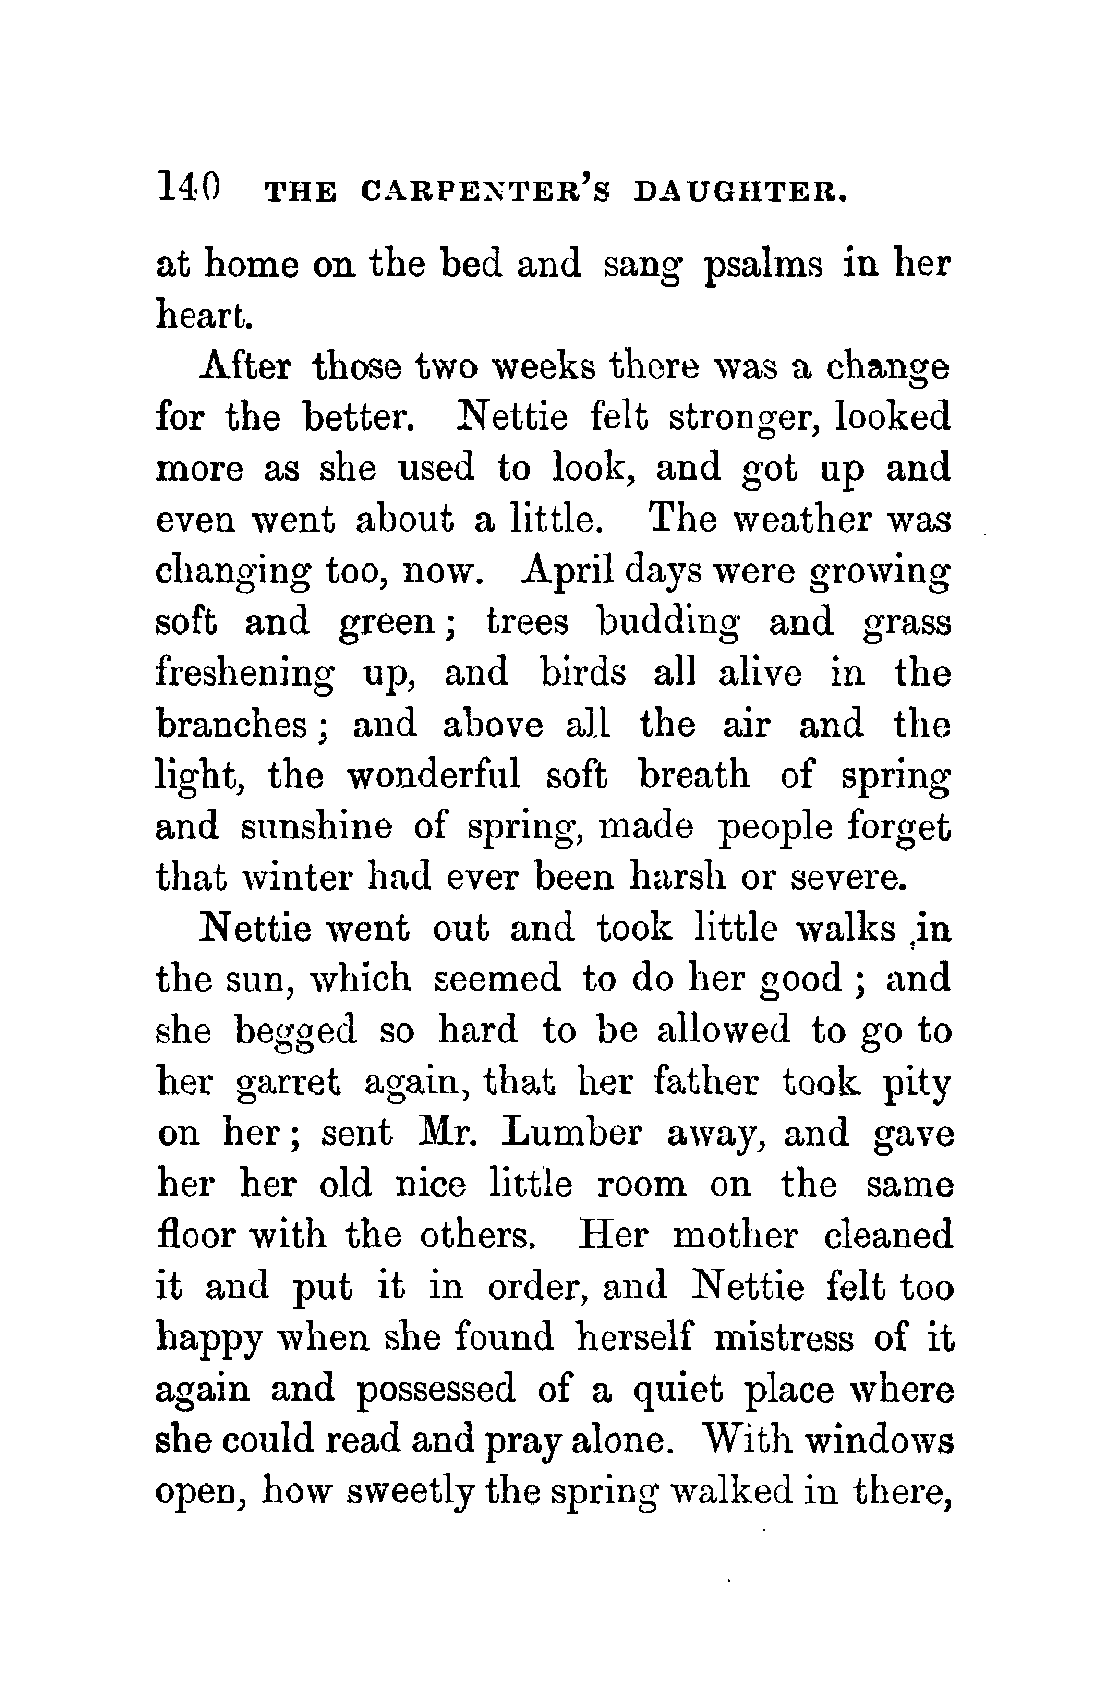 140 THE CARPENTER'S DAUGHTER.
at home on the bed and sang psalms in her
heart.
After those two weeks there was a change
for the better. Nettie felt stronger, looked
more as she used to look, and got up and
even went about a little. The weather was
changing too, now. April days were growing
soft and green; trees budding and grass
freshening up, and birds all alive in the
branches; and above all the air and the
light, the wonderful soft breath of spring
and sunshine of spring, made people forget
that winter had ever been harsh or severe.
Nettie went out and took little walks in
the sun, which seemed to do her good; and
she begged so hard to be allowed to go to
her garret again, that her father took pity
on her; sent Mr. Lumber away, and gave
her her old nice little room on the same
floor with the others. Her mother cleaned
it and put it in order, and Nettie felt too
happy when she found herself mistress of it
again and possessed of a quiet place where
she could read and pray alone. With windows
open, how sweetly the spring walked in there,